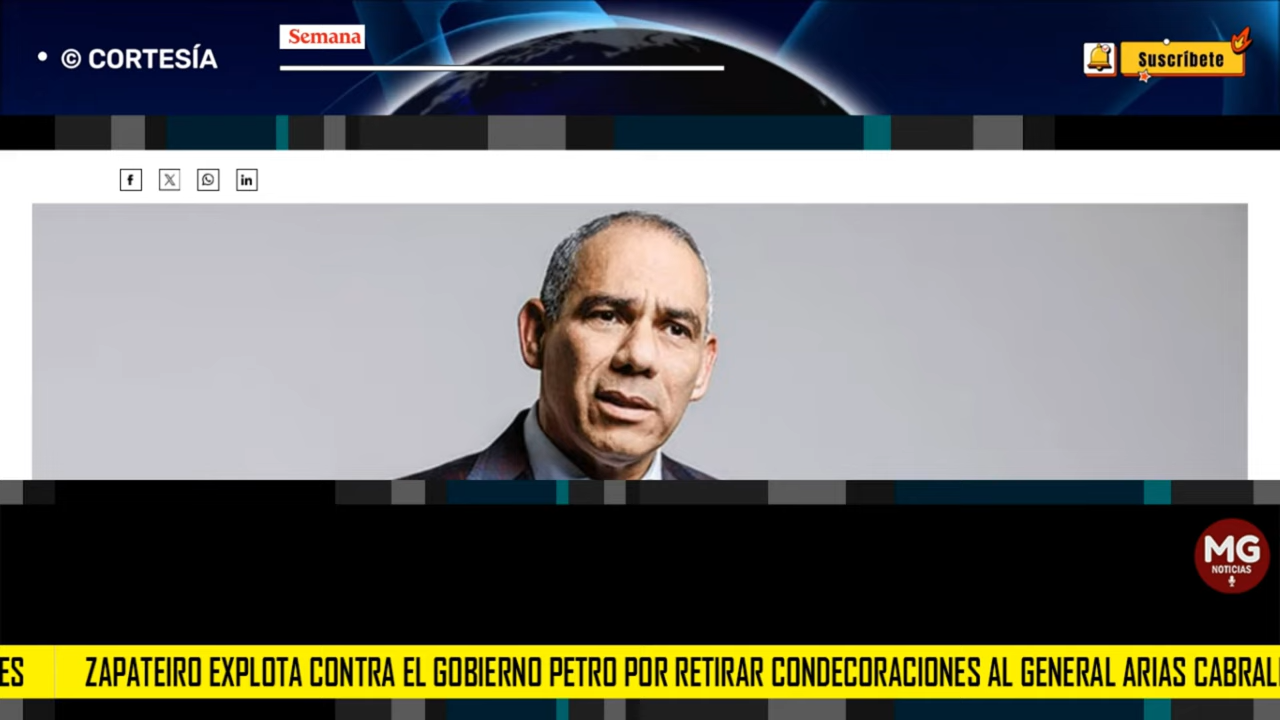 © CORTESÍA
Semana
Suscríbete
f X in
MG
NOTICIAS
ES ZAPATEIRO EXPLOTA CONTRA EL GOBIERNO PETRO POR RETIRAR CONDECORACIONES AL GENERAL ARIAS CABRAL